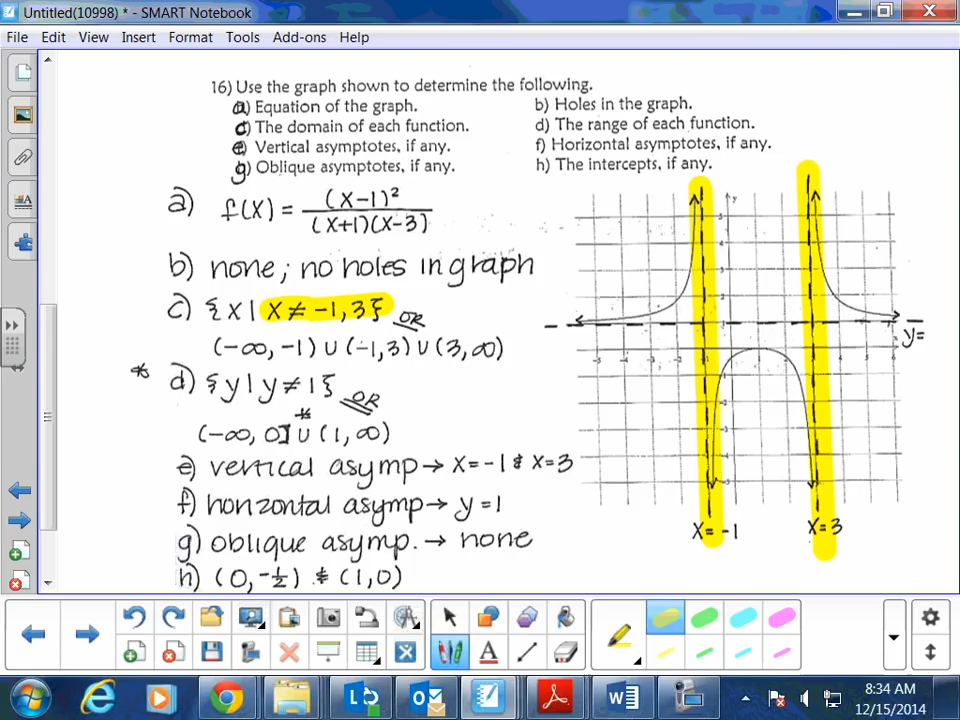 Untitled(10998) * - SMART Notebook
File Edit View Insert Format Tools Add-ons Help
16) Use the graph shown to determine the following.
a) Equation of the graph. b) Holes in the graph.
c) The domain of each function. d) The range of each function.
e) Vertical asymptotes, if any. f) Horizontal asymptotes, if any.
g) Oblique asymptotes, if any. h) The intercepts, if any.
a) f(x) = (x-1)² / (x+1)(x-3)
b) none; no holes in graph
c) {x | x ≠ -1, 3} OR
(-∞, -1) ∪ (-1, 3) ∪ (3, ∞)
* d) {y | y ≠ 1} OR
*
(-∞, 0] ∪ (1, ∞)
e) vertical asymp → x = -1 & x = 3
f) horizontal asymp → y = 1
g) oblique asymp. → none
h) (0, -½) & (1, 0)
y
y=
x = -1 x = 3
8:34 AM
12/15/2014